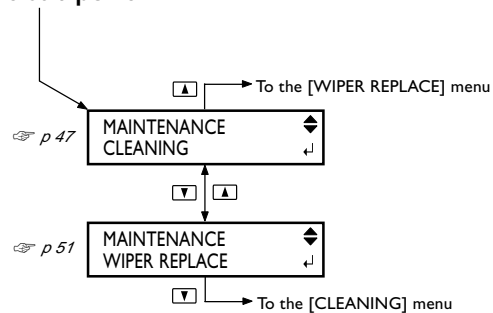 To the [WIPER REPLACE] menu
☞ p 47
MAINTENANCE
CLEANING
☞ p 51
MAINTENANCE
WIPER REPLACE
To the [CLEANING] menu